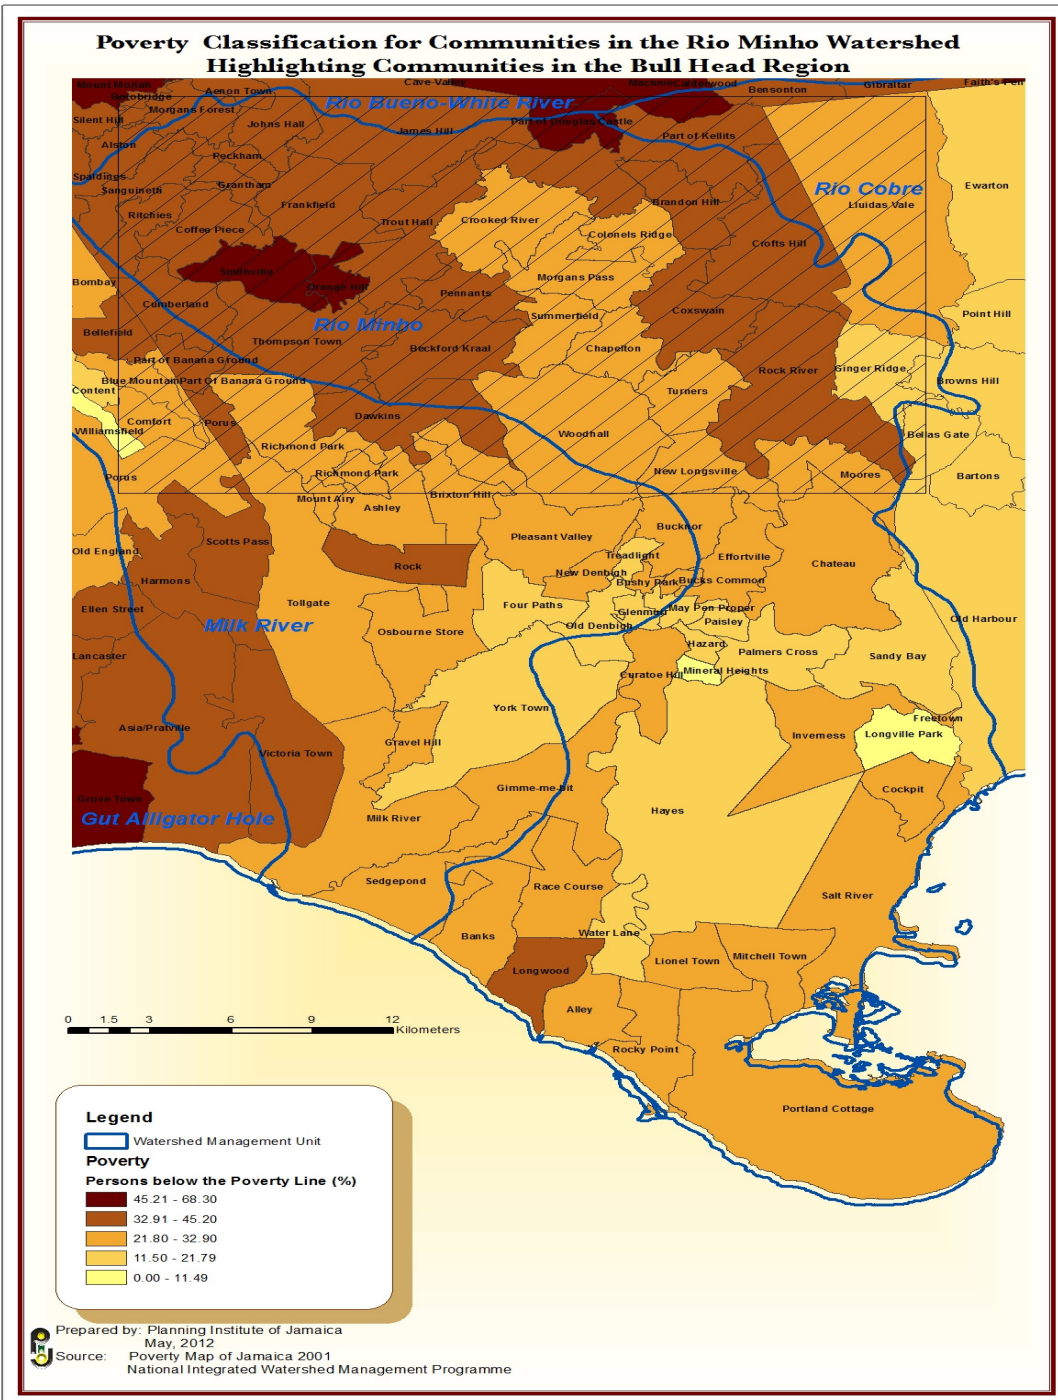 Poverty Classification for Communities in the Rio Minho Watershed
Highlighting Communities in the Bull Head Region
Mount Moriah
Cave Valley
Bensonton
Gibraltar
Faith's Pen
Botobridge
Aenon Town
Rio Bueno-White River
Morgans Forest
Silent Hill
Johns Hall
James Hill
Part of Douglas Castle
Part of Kellits
Alston
Peckham
Spaldings
Sanguinetti
Grantham
Rio Cobre
Ewarton
Frankfield
Brandon Hill
Lluidas Vale
Ritchies
Trout Hall
Crooked River
Coffee Piece
Colonels Ridge
Crofts Hill
Smithville
Orange Hill
Morgans Pass
Bombay
Pennants
Cumberland
Coxswain
Point Hill
Rio Minho
Summerfield
Bellefield
Thompson Town
Beckford Kraal
Chapelton
Part of Banana Ground
Rock River
Ginger Ridge
Blue Mountain
Part Of Banana Ground
Browns Hill
Content
Turners
Comfort
Porus
Dawkins
Williamsfield
Woodhall
Bellas Gate
Richmond Park
Porus
Richmond Park
New Longsville
Moores
Bartons
Mount Airy
Brixton Hill
Ashley
Bucknor
Scotts Pass
Pleasant Valley
Old England
Treadlight
Effortville
Rock
Chateau
Harmons
New Denbigh
Bushy Park
Bucks Common
Tollgate
Four Paths
Ellen Street
Glenmuir
May Pen Proper
Milk River
Osbourne Store
Old Denbigh
Paisley
Old Harbour
Hazard
Palmers Cross
Sandy Bay
Lancaster
Curatoe Hill
Mineral Heights
York Town
Asia/Pratville
Freetown
Victoria Town
Gravel Hill
Inverness
Longville Park
Grove Town
Gimme-me-bit
Cockpit
Gut Alligator Hole
Milk River
Hayes
Sedgepond
Race Course
Salt River
Banks
Water Lane
Longwood
Lionel Town
Mitchell Town
Alley
0 1.5 3 6 9 12
Kilometers
Rocky Point
Portland Cottage
Legend
Watershed Management Unit
Poverty
Persons below the Poverty Line (%)
45.21 - 68.30
32.91 - 45.20
21.80 - 32.90
11.50 - 21.79
0.00 - 11.49
Prepared by: Planning Institute of Jamaica
May, 2012
Source: Poverty Map of Jamaica 2001
National Integrated Watershed Management Programme